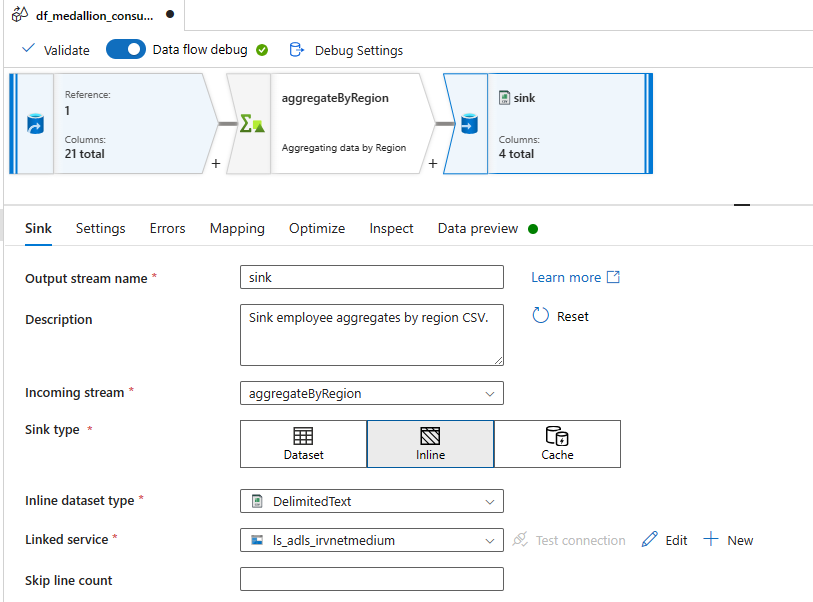 df_medallion_consu...
Validate
Data flow debug
Debug Settings
Reference:
1
Columns:
21 total
+
aggregateByRegion
Aggregating data by Region
+
sink
Columns:
4 total
Sink
Settings
Errors
Mapping
Optimize
Inspect
Data preview
Output stream name *
sink
Learn more
Description
Sink employee aggregates by region CSV.
Reset
Incoming stream *
aggregateByRegion
Sink type *
Dataset
Inline
Cache
Inline dataset type *
DelimitedText
Linked service *
ls_adls_irvnetmedium
Test connection
Edit
New
Skip line count